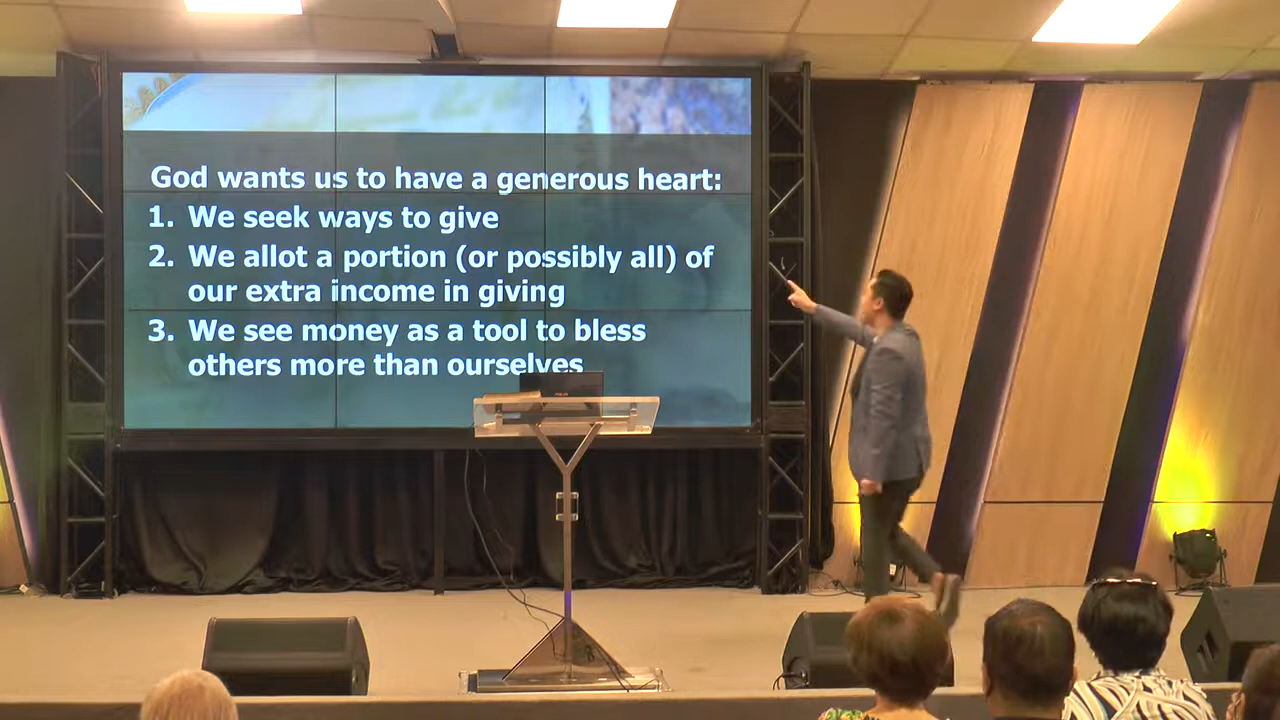 God wants us to have a generous heart:
1. We seek ways to give
2. We allot a portion (or possibly all) of
our extra income in giving
3. We see money as a tool to bless
others more than ourselves